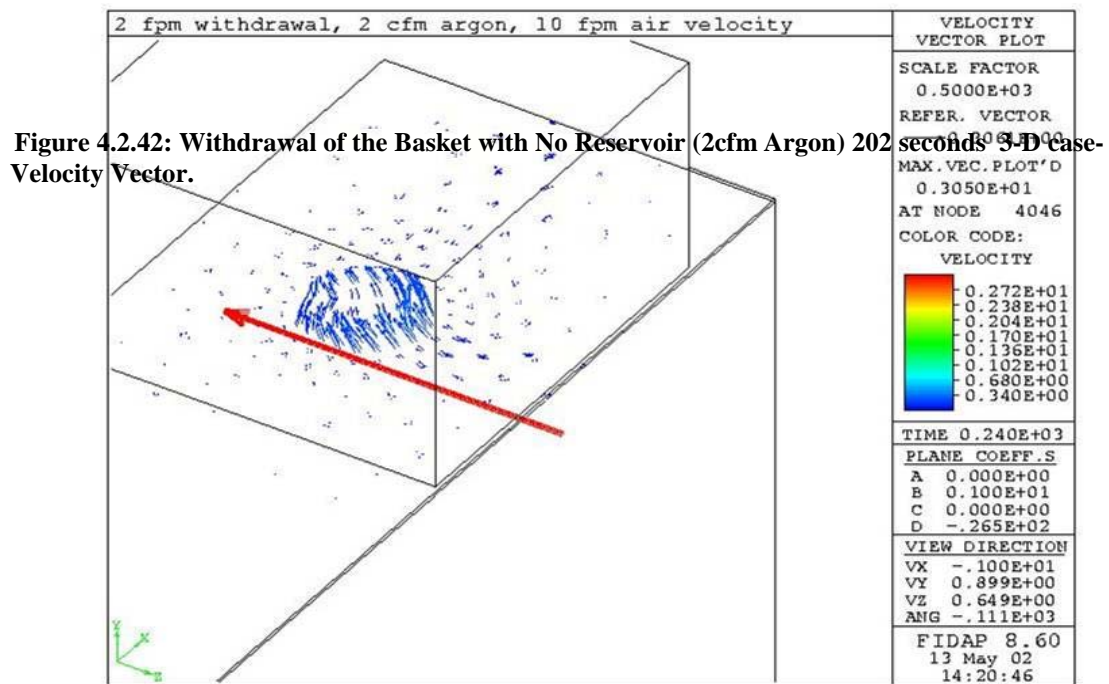 2 fpm withdrawal, 2 cfm argon, 10 fpm air velocity
VELOCITY
VECTOR PLOT
SCALE FACTOR
0.5000E+03
REFER. VECTOR
Figure 4.2.42: Withdrawal of the Basket with No Reservoir (2cfm Argon) 202 seconds 3-D case-
Velocity Vector.
MAX.VEC.PLOT'D
0.3050E+01
AT NODE 4046
COLOR CODE:
VELOCITY
0.272E+01
0.238E+01
0.204E+01
0.170E+01
0.136E+01
0.102E+01
0.680E+00
0.340E+00
TIME 0.240E+03
PLANE COEFF.S
A 0.000E+00
B 0.100E+01
C 0.000E+00
D -.265E+02
VIEW DIRECTION
VX -.100E+01
VY 0.899E+00
VZ 0.649E+00
ANG -.111E+03
Y
X
Z
FIDAP 8.60
13 May 02
14:20:46